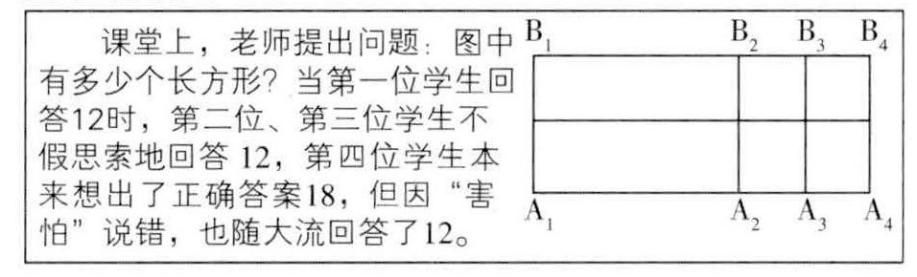 课堂上，老师提出问题：图中
有多少个长方形？当第一位学生回
答12时，第二位、第三位学生不
假思索地回答 12，第四位学生本
来想出了正确答案18，但因“害
怕”说错，也随大流回答了12。
B₁ B₂ B₃ B₄
A₁ A₂ A₃ A₄